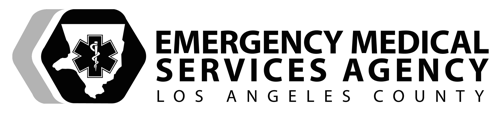 EMERGENCY MEDICAL
SERVICES AGENCY
LOS ANGELES COUNTY